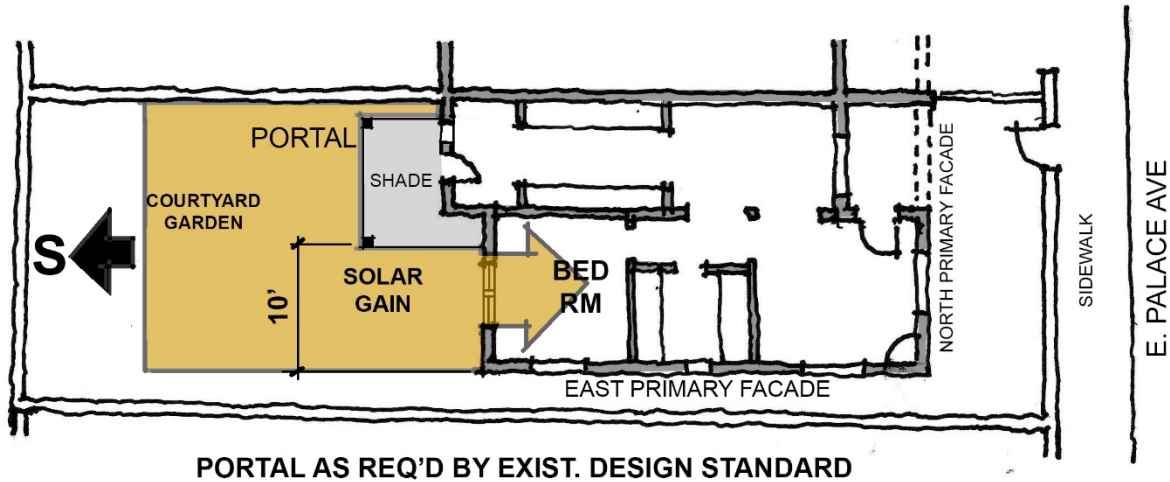 PORTAL
SHADE
COURTYARD
GARDEN
S
SOLAR
GAIN
10'
BED
RM
NORTH PRIMARY FACADE
SIDEWALK
E. PALACE AVE
EAST PRIMARY FACADE
PORTAL AS REQ'D BY EXIST. DESIGN STANDARD